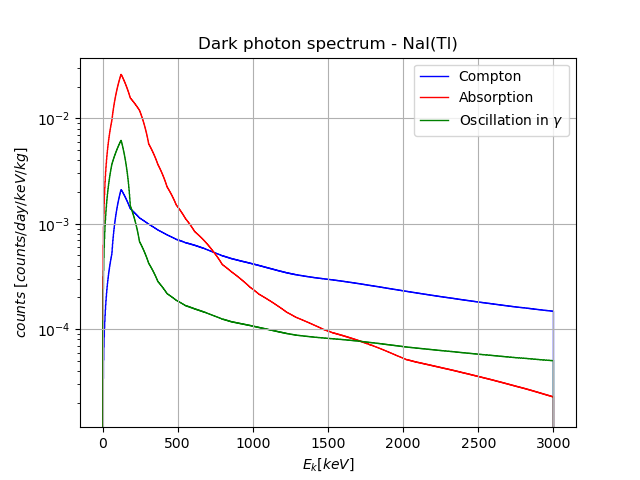 Dark photon spectrum - NaI(Tl)
Compton
Absorption
Oscillation in γ
counts [counts/day/keV/kg]
10⁻²
10⁻³
10⁻⁴
0 500 1000 1500 2000 2500 3000
Eₖ[keV]